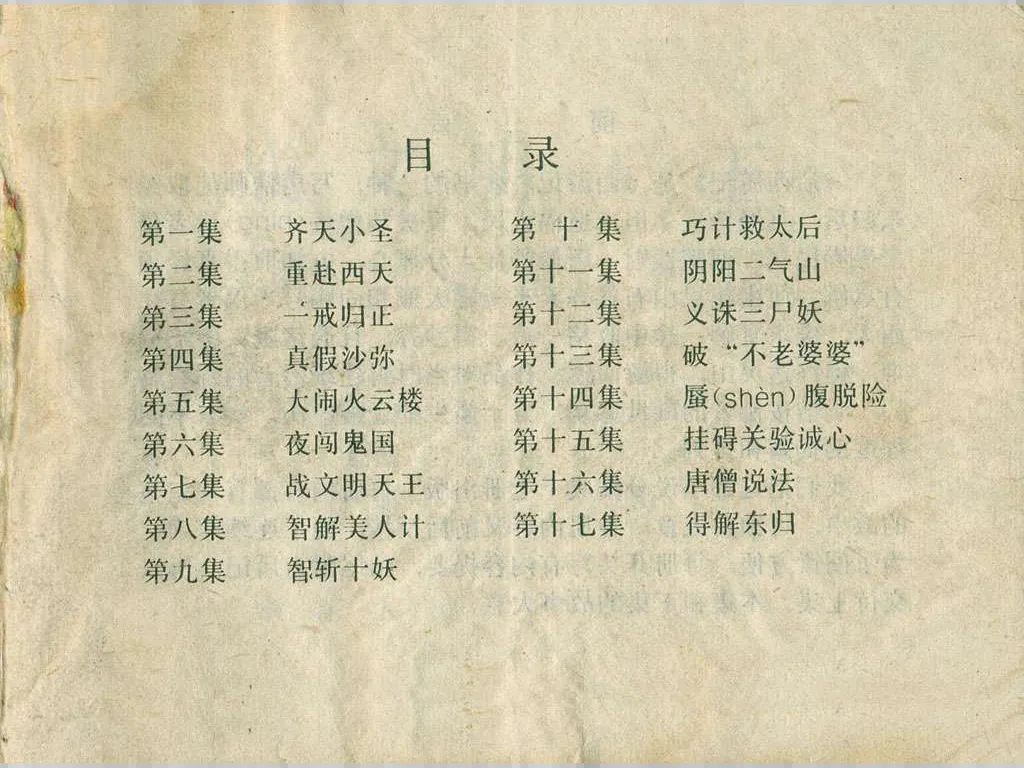 目 录
第一集 齐天小圣
第二集 重赴西天
第三集 一戒归正
第四集 真假沙弥
第五集 大闹火云楼
第六集 夜闯鬼国
第七集 战文明天王
第八集 智解美人计
第九集 智斩十妖
第十集 巧计救太后
第十一集 阴阳二气山
第十二集 义诛三尸妖
第十三集 破“不老婆婆”
第十四集 蜃(shèn)腹脱险
第十五集 挂碍关验诚心
第十六集 唐僧说法
第十七集 得解东归